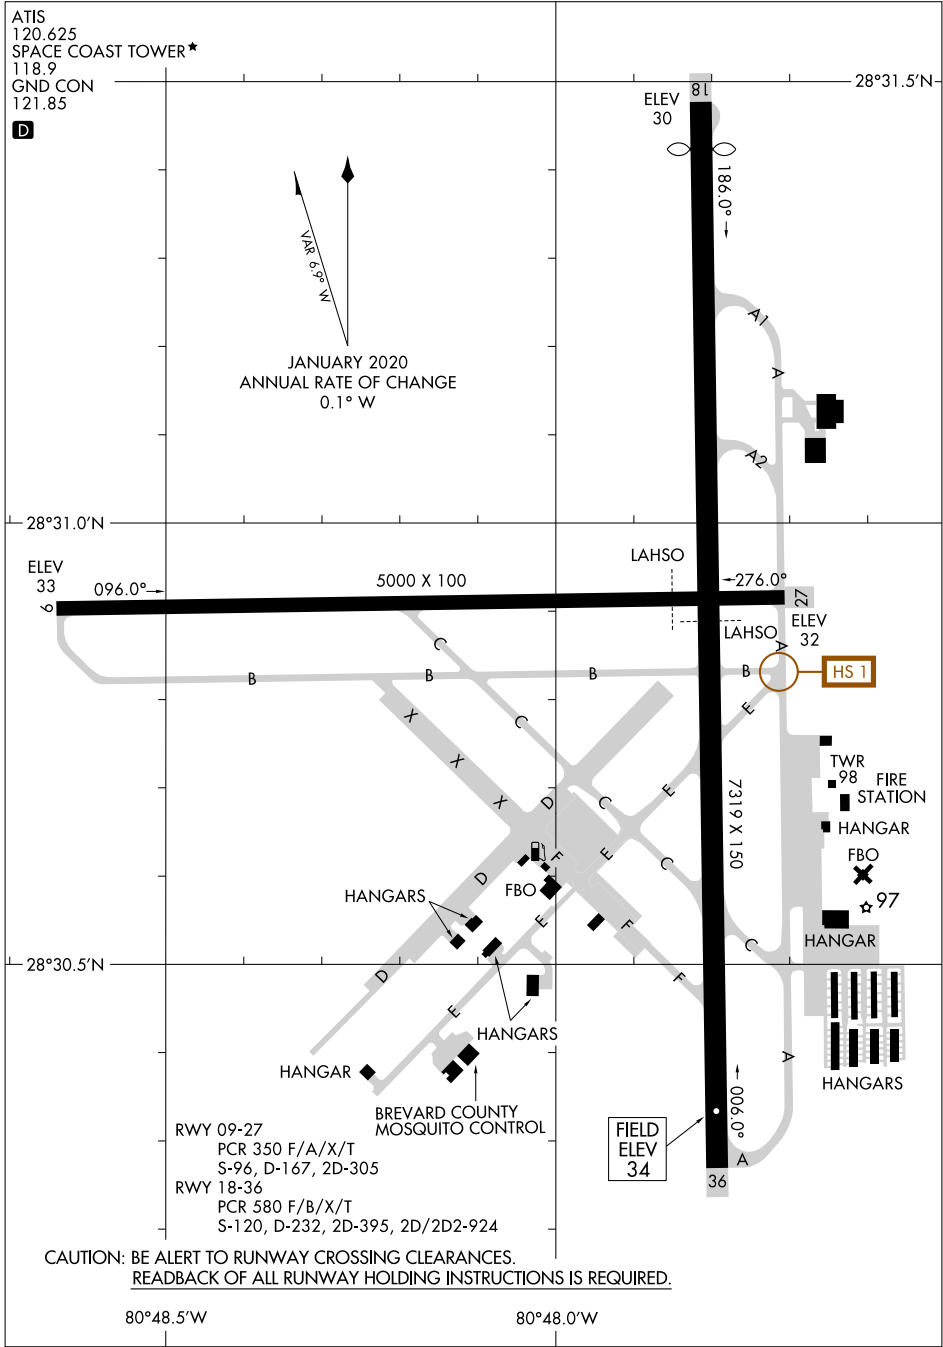 ATIS
120.625
SPACE COAST TOWER★
118.9
GND CON
121.85
D
28°31.5'N
18
ELEV
30
186.0°
VAR 6.9° W
JANUARY 2020
ANNUAL RATE OF CHANGE
0.1° W
A1
A
A2
28°31.0'N
LAHSO
ELEV
33
096.0°
5000 X 100
276.0°
9
27
ELEV
32
LAHSO
A
C
B
B
B
B
HS 1
X
C
E
X
TWR
98
FIRE
STATION
7319 X 150
E
X
D
C
HANGAR
F
E
C
FBO
D
FBO
97
HANGARS
E
F
HANGAR
C
28°30.5'N
D
F
E
HANGARS
A
HANGAR
HANGARS
006.0°
BREVARD COUNTY
MOSQUITO CONTROL
FIELD
ELEV
34
A
36
RWY 09-27
PCR 350 F/A/X/T
S-96, D-167, 2D-305
RWY 18-36
PCR 580 F/B/X/T
S-120, D-232, 2D-395, 2D/2D2-924
CAUTION: BE ALERT TO RUNWAY CROSSING CLEARANCES.
READBACK OF ALL RUNWAY HOLDING INSTRUCTIONS IS REQUIRED.
80°48.5'W
80°48.0'W